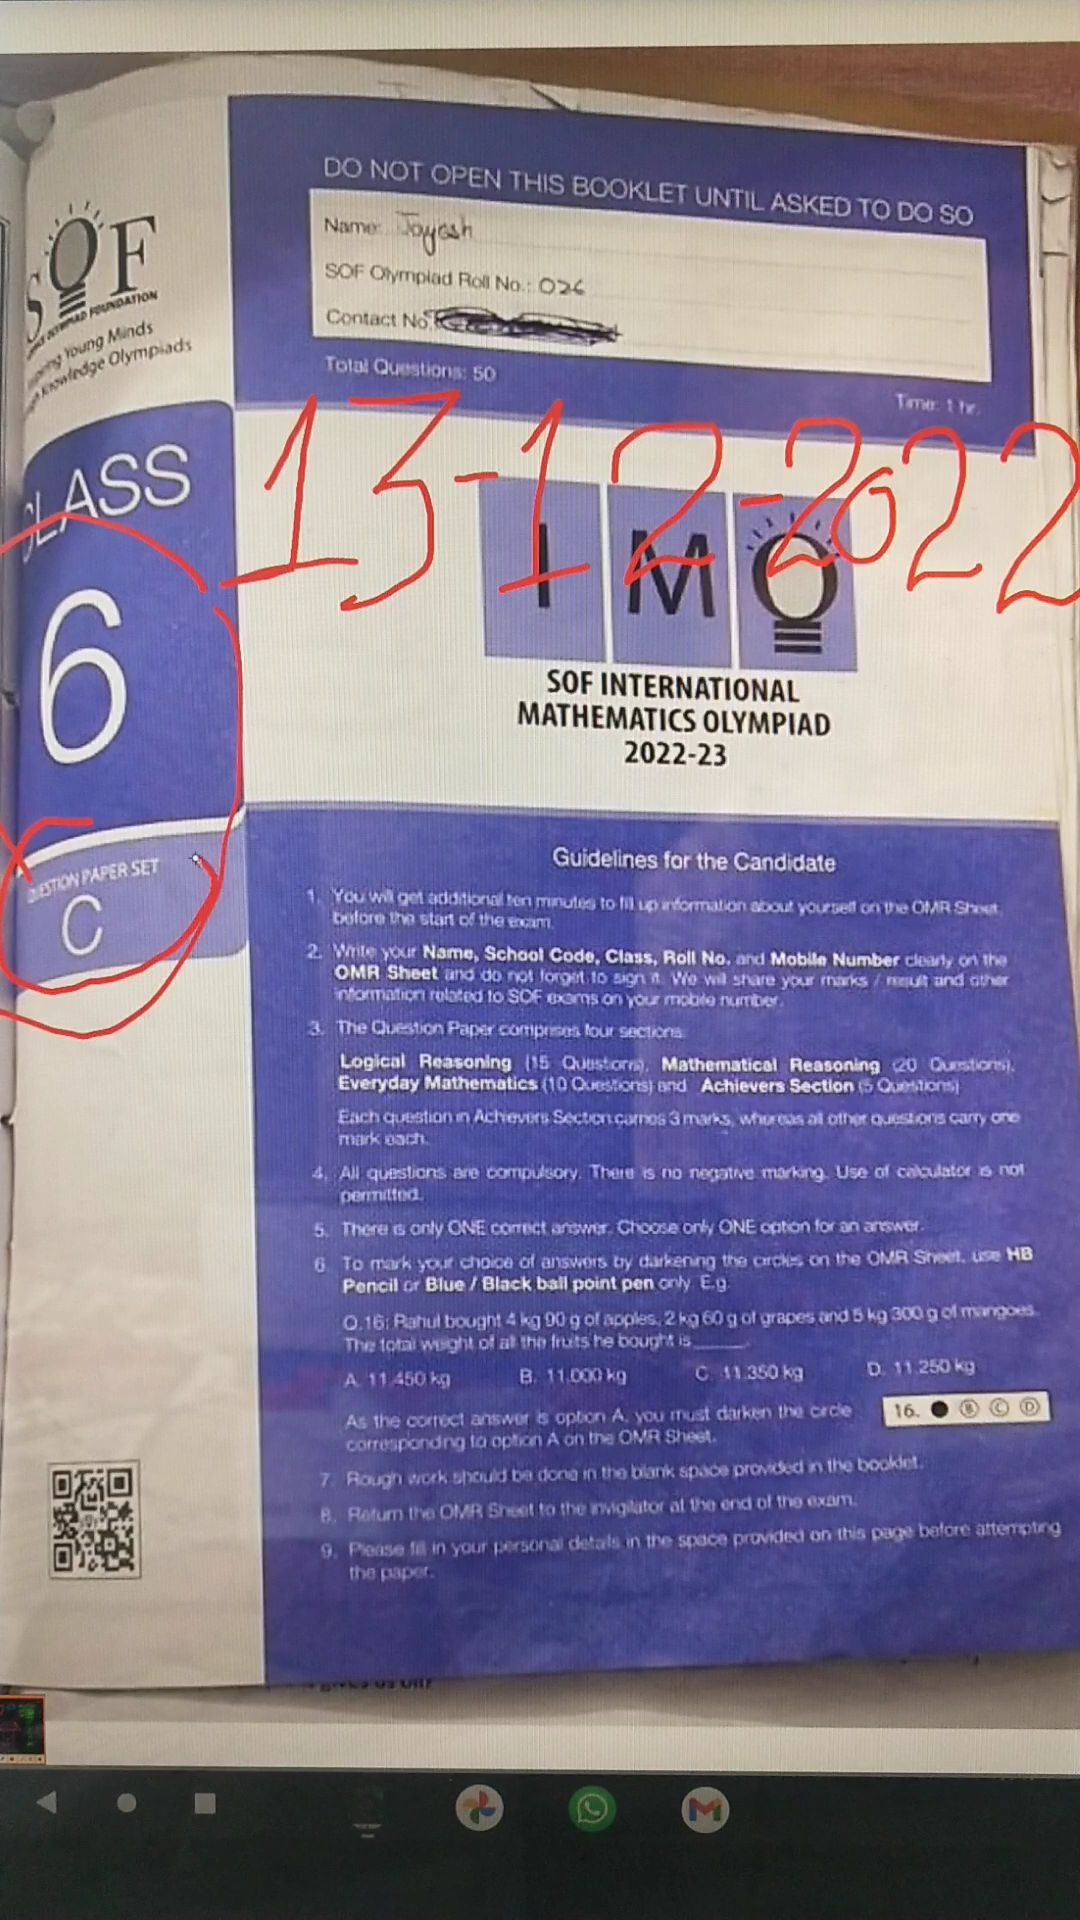 DO NOT OPEN THIS BOOKLET UNTIL ASKED TO DO SO
Name: Jayesh
SOF Olympiad Roll No.: 026
Contact No.
Total Questions: 50
Time: 1 hr.
SOF
OLYMPIAD FOUNDATION
Young Minds
Knowledge Olympiads
CLASS
6
QUESTION PAPER SET
C
13-12-2022
IMO
SOF INTERNATIONAL
MATHEMATICS OLYMPIAD
2022-23
Guidelines for the Candidate
1. You will get additional ten minutes to fill up information about yourself on the OMR Sheet
before the start of the exam.
2. Write your Name, School Code, Class, Roll No. and Mobile Number clearly on the
OMR Sheet and do not forget to sign it. We will share your marks / result and other
information related to SOF exams on your mobile number.
3. The Question Paper comprises four sections:
Logical Reasoning (15 Questions), Mathematical Reasoning (20 Questions),
Everyday Mathematics (10 Questions) and Achievers Section (5 Questions)
Each question in Achievers Section carries 3 marks, whereas all other questions carry one
mark each.
4. All questions are compulsory. There is no negative marking. Use of calculator is not
permitted.
5. There is only ONE correct answer. Choose only ONE option for an answer.
6. To mark your choice of answers by darkening the circles on the OMR Sheet, use HB
Pencil or Blue / Black ball point pen only. E.g.
Q.16: Rahul bought 4 kg 90 g of apples, 2 kg 60 g of grapes and 5 kg 300 g of mangoes.
The total weight of all the fruits he bought is_____.
A. 11.450 kg B. 11.000 kg C. 11.350 kg D. 11.250 kg
As the correct answer is option A, you must darken the circle
corresponding to option A on the OMR Sheet.
16. B C D
7. Rough work should be done in the blank space provided in the booklet.
8. Return the OMR Sheet to the invigilator at the end of the exam.
9. Please fill in your personal details in the space provided on this page before attempting
the paper.